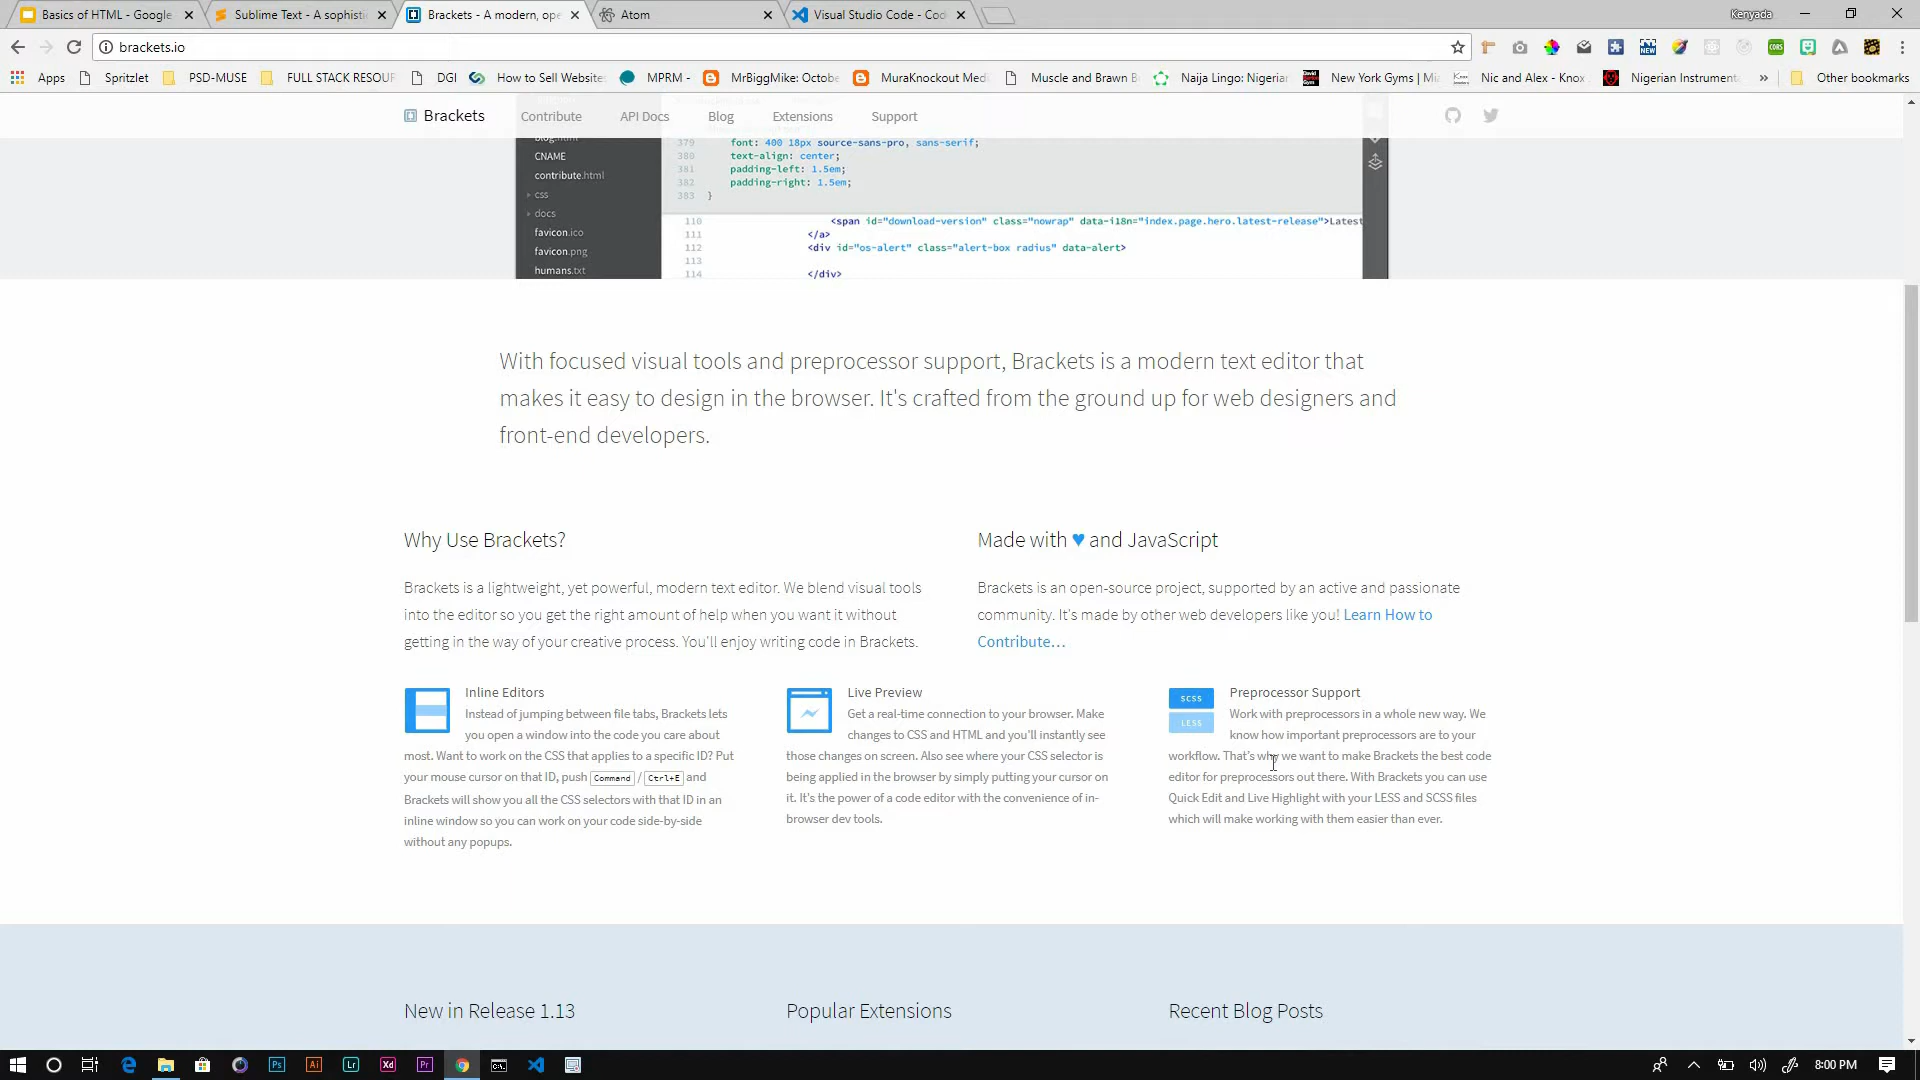 Basics of HTML - Google
Sublime Text - A sophistic
Brackets - A modern, ope
Atom
Visual Studio Code - Cod
Kenyada
brackets.io
Apps
Spritzlet
PSD-MUSE
FULL STACK RESOUR
DGI
How to Sell Websites
MPRM -
MrBiggMike: Octobe
MuraKnockout Med
Muscle and Brawn B
Naija Lingo: Nigerian
New York Gyms | Mi
Nic and Alex - Knox
Nigerian Instrument
»
Other bookmarks
Brackets
Contribute
API Docs
Blog
Extensions
Support
CNAME
contribute.html
css
docs
favicon.ico
favicon.png
humans.txt
379 font: 400 18px source-sans-pro, sans-serif;
380 text-align: center;
381 padding-left: 1.5em;
382 padding-right: 1.5em;
383 }
110 <span id="download-version" class="nowrap" data-i18n="index.page.hero.latest-release">Latest
111 </a>
112 <div id="os-alert" class="alert-box radius" data-alert>
113
114 </div>
With focused visual tools and preprocessor support, Brackets is a modern text editor that
makes it easy to design in the browser. It's crafted from the ground up for web designers and
front-end developers.
Why Use Brackets?
Brackets is a lightweight, yet powerful, modern text editor. We blend visual tools
into the editor so you get the right amount of help when you want it without
getting in the way of your creative process. You'll enjoy writing code in Brackets.
Made with ♥ and JavaScript
Brackets is an open-source project, supported by an active and passionate
community. It's made by other web developers like you! Learn How to
Contribute…
Inline Editors
Instead of jumping between file tabs, Brackets lets
you open a window into the code you care about
most. Want to work on the CSS that applies to a specific ID? Put
your mouse cursor on that ID, push Command / Ctrl+E and
Brackets will show you all the CSS selectors with that ID in an
inline window so you can work on your code side-by-side
without any popups.
Live Preview
Get a real-time connection to your browser. Make
changes to CSS and HTML and you'll instantly see
those changes on screen. Also see where your CSS selector is
being applied in the browser by simply putting your cursor on
it. It's the power of a code editor with the convenience of in-
browser dev tools.
SCSS
LESS
Preprocessor Support
Work with preprocessors in a whole new way. We
know how important preprocessors are to your
workflow. That's why we want to make Brackets the best code
editor for preprocessors out there. With Brackets you can use
Quick Edit and Live Highlight with your LESS and SCSS files
which will make working with them easier than ever.
New in Release 1.13
Popular Extensions
Recent Blog Posts
Ps
Ai
Lr
Xd
Pr
8:00 PM